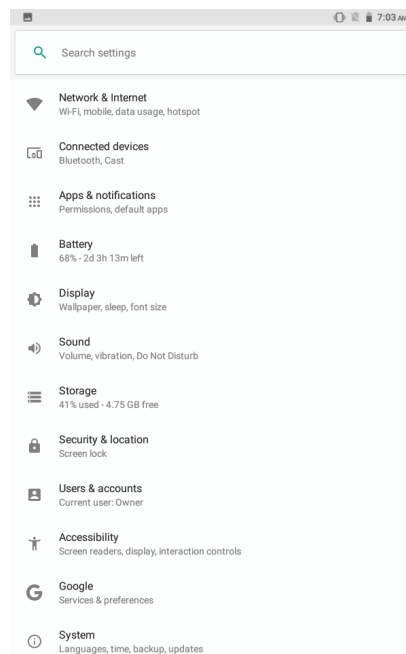 7:03 AM
Search settings
Network & Internet
Wi-Fi, mobile, data usage, hotspot
Connected devices
Bluetooth, Cast
Apps & notifications
Permissions, default apps
Battery
68% - 2d 3h 13m left
Display
Wallpaper, sleep, font size
Sound
Volume, vibration, Do Not Disturb
Storage
41% used - 4.75 GB free
Security & location
Screen lock
Users & accounts
Current user: Owner
Accessibility
Screen readers, display, interaction controls
Google
Services & preferences
System
Languages, time, backup, updates